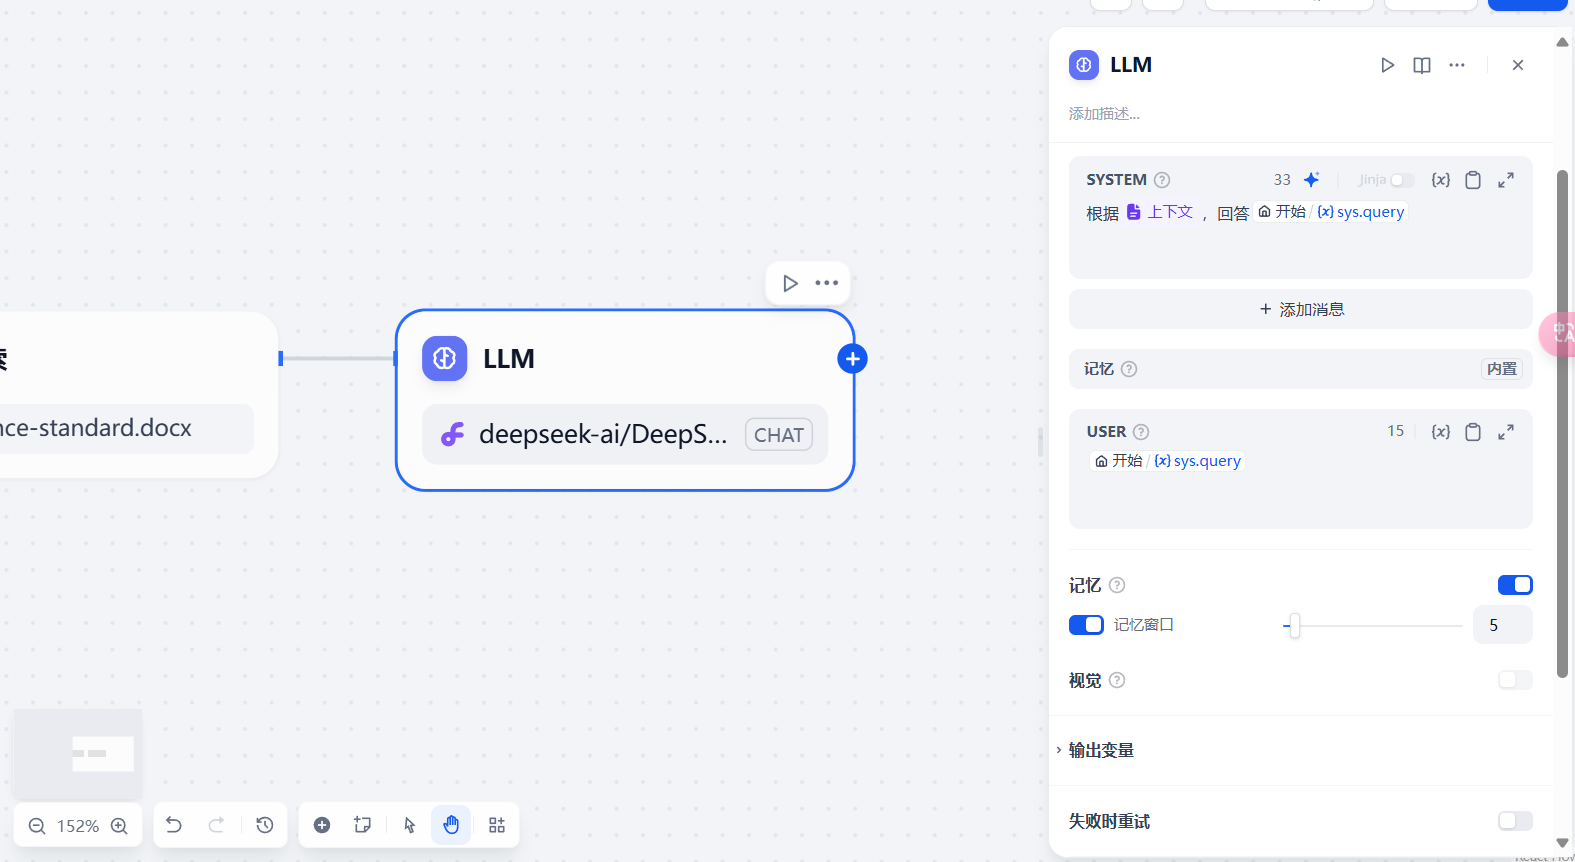 索
nce-standard.docx
LLM
deepseek-ai/DeepS...
CHAT
152%
LLM
添加描述...
SYSTEM
33
Jinja
{x}
根据 上下文 ，回答 开始 / {x} sys.query
+ 添加消息
记忆
内置
USER
15
{x}
开始 / {x} sys.query
记忆
记忆窗口
5
视觉
输出变量
失败时重试